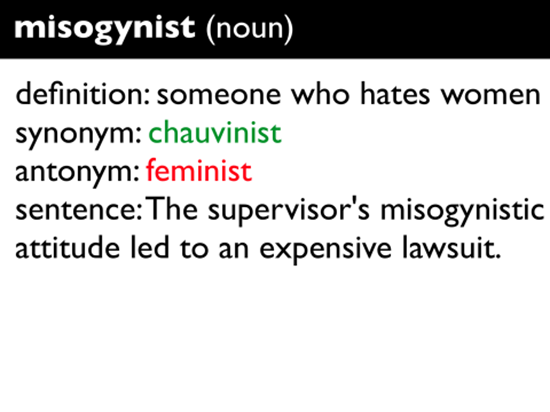 misogynist (noun)
definition: someone who hates women
synonym: chauvinist
antonym: feminist
sentence: The supervisor's misogynistic
attitude led to an expensive lawsuit.